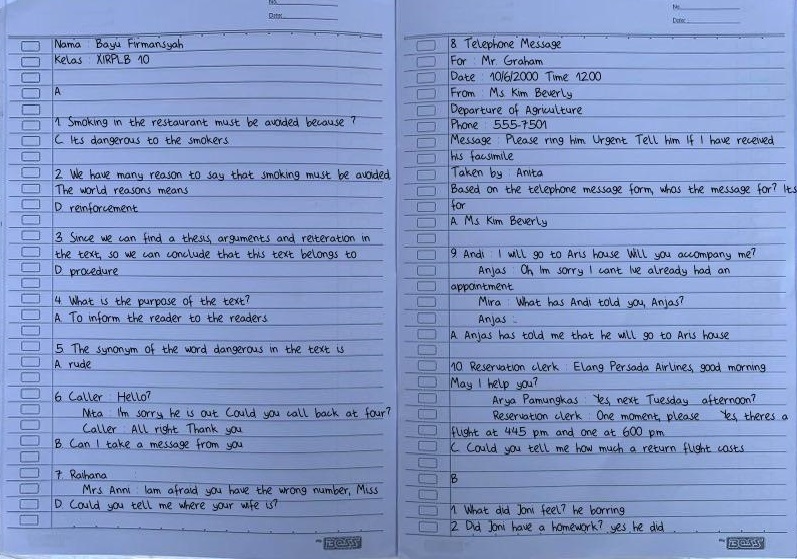 No.
Date:
Nama : Bayu Firmansyah
Kelas : XIRPLB 10
A
1 Smoking in the restaurant must be avoided because ?
C. Its dangerous to the smokers
2. We have many reason to say that smoking must be avoided
The world reasons means
D. reinforcement
3 Since we can find a thesis, arguments and reiteration in
the text, so we can conclude that this text belongs to
D. procedure
4. What is the purpose of the text?
A. To inform the reader to the readers
5. The synonym of the word dangerous in the text is
A rude
6 Caller : Hello?
Nita : I'm sorry he is out Could you call back at four?
Caller : All right Thank you
B. Can I take a message from you
7. Raihana
Mrs Anni : Iam afraid you have the wrong number, Miss
D. Could you tell me where your wife is?
my Boss
No.
Date:
8 Telephone Message
For : Mr. Graham
Date : 10/6/2000 Time 1200
From : Ms Kim Beverly
Departure of Agriculture
Phone : 555-7501
Message : Please ring him Urgent Tell him If I have received
his facsimile
Taken by : Anita
Based on the telephone message form, whos the message for? Its
for
A. Ms Kim Beverly
9 Andi : I will go to Aris house Will you accompany me?
Anjas : Oh Im sorry I cant Ive already had an
appointment
Mira : What has Andi told you, Anjas?
Anjas :
A Anjas has told me that he will go to Aris house
10 Reservation clerk : Elang Persada Airlines, good morning
May I help you?
Arya Pamungkas : Yes, next Tuesday afternoon?
Reservation clerk : One moment, please Yes, theres a
flight at 445 pm and one at 600 pm
C. Could you tell me how much a return flight costs
B
1. What did Joni feel? he borring
2. Did Joni have a homework? yes he did
my Boss